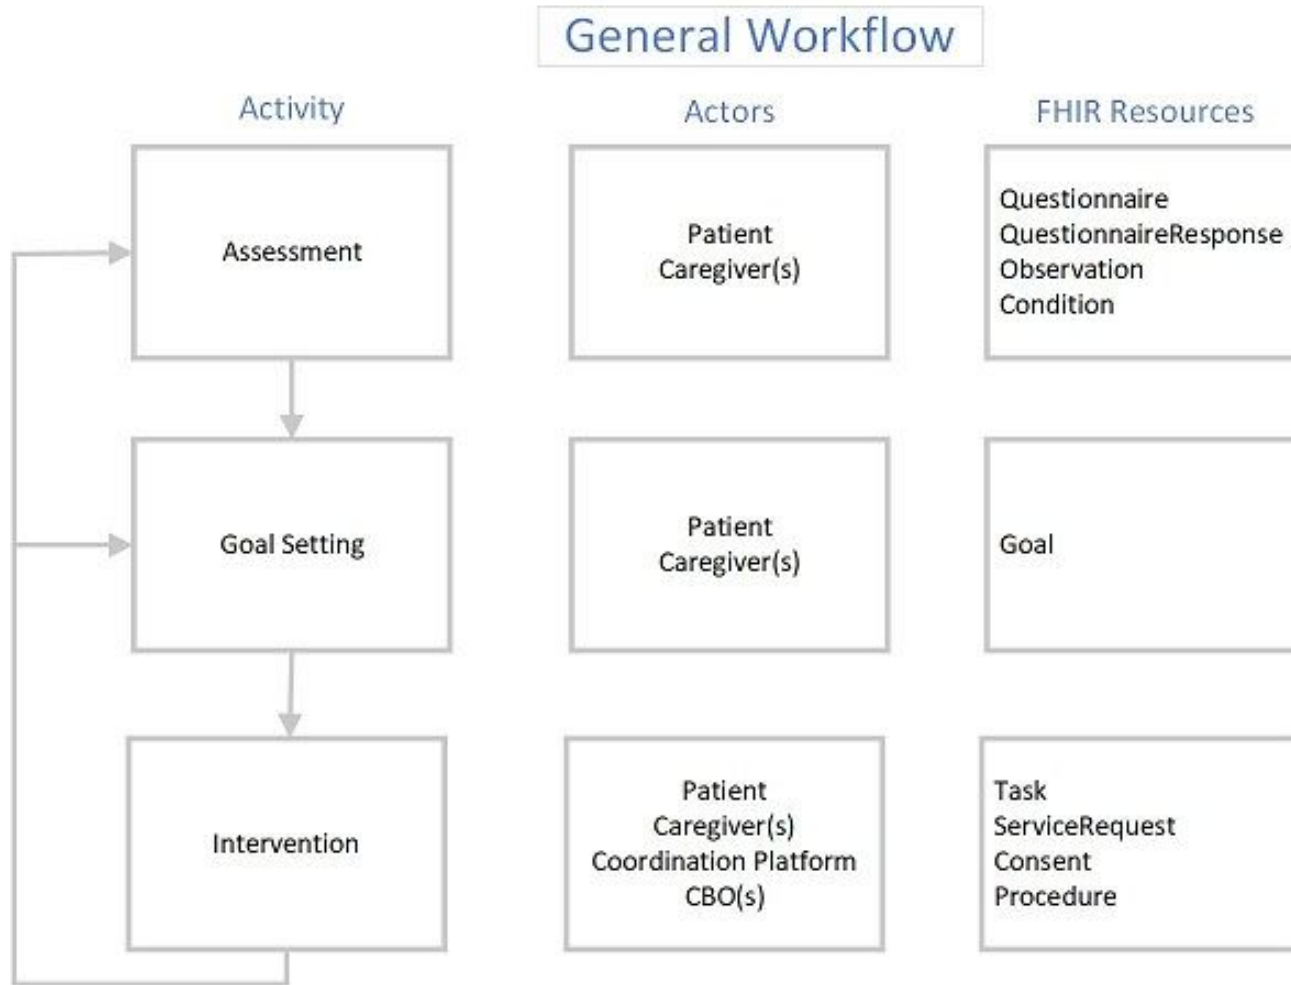 General Workflow
Activity
Actors
FHIR Resources
Assessment
Patient
Caregiver(s)
Questionnaire
QuestionnaireResponse
Observation
Condition
Goal Setting
Patient
Caregiver(s)
Goal
Intervention
Patient
Caregiver(s)
Coordination Platform
CBO(s)
Task
ServiceRequest
Consent
Procedure